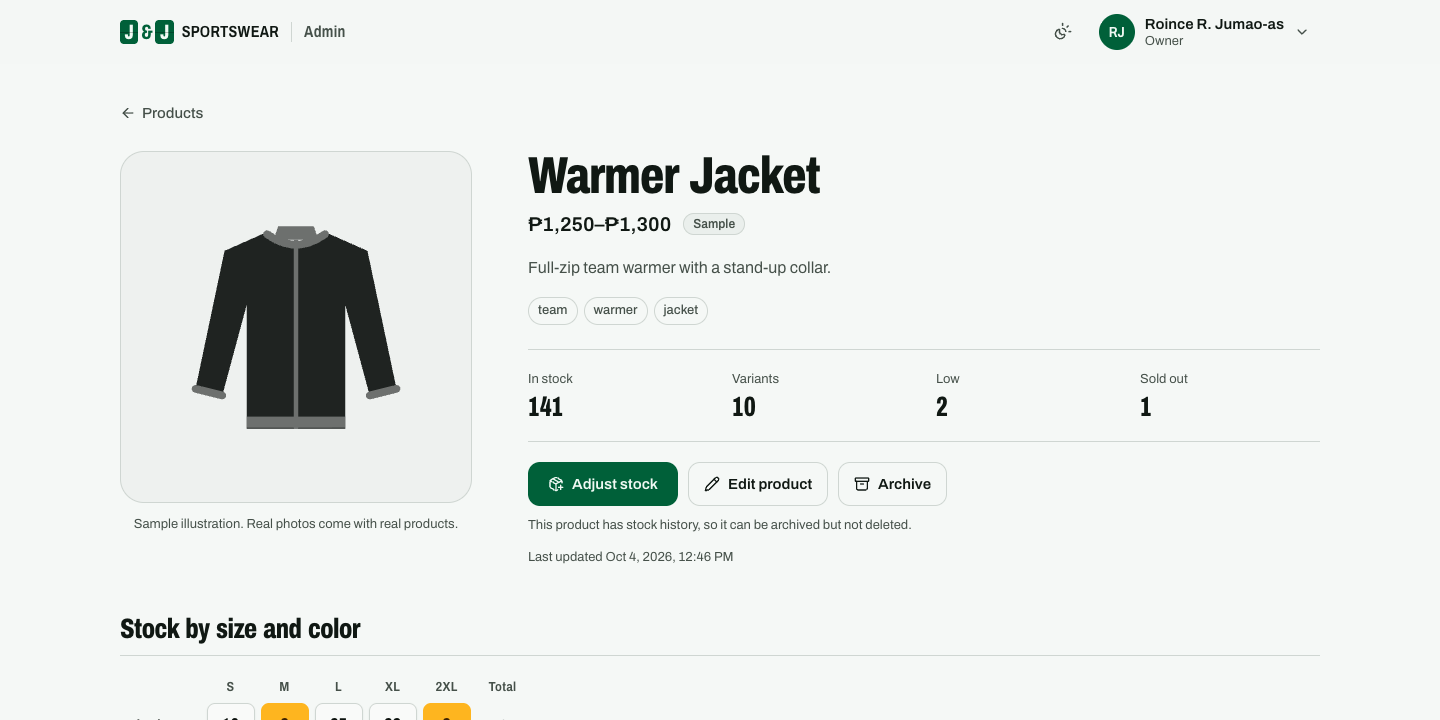 J & J SPORTSWEAR Admin
RJ Roince R. Jumao-as
Owner
Products
Warmer Jacket
₱1,250–₱1,300 Sample
Full-zip team warmer with a stand-up collar.
team warmer jacket
In stock Variants Low Sold out
141 10 2 1
Adjust stock Edit product Archive
Sample illustration. Real photos come with real products.
This product has stock history, so it can be archived but not deleted.
Last updated Oct 4, 2026, 12:46 PM
Stock by size and color
S M L XL 2XL Total